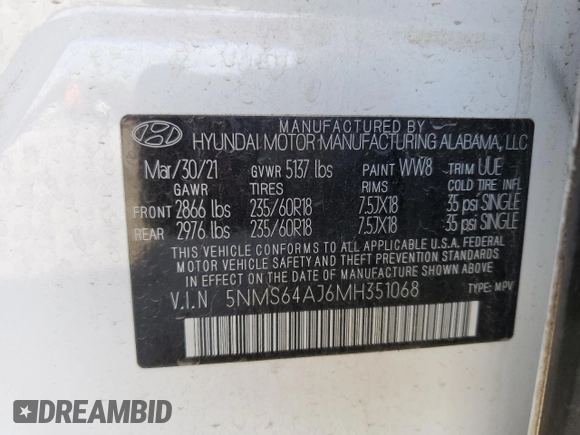 MANUFACTURED BY
HYUNDAI MOTOR MANUFACTURING ALABAMA, LLC
Mar/30/21 GVWR 5137 lbs PAINT WW8 TRIM UUE
GAWR TIRES RIMS COLD TIRE INFL
FRONT 2866 lbs 235/60R18 7.5JX18 35 psi SINGLE
REAR 2976 lbs 235/60R18 7.5JX18 35 psi SINGLE
THIS VEHICLE CONFORMS TO ALL APPLICABLE U.S.A. FEDERAL
MOTOR VEHICLE SAFETY AND THEFT PREVENTION STANDARDS
IN EFFECT ON THE DATE OF MANUFACTURE SHOWN ABOVE.
V.I.N 5NMS64AJ6MH351068 TYPE: MPV
DREAMBID